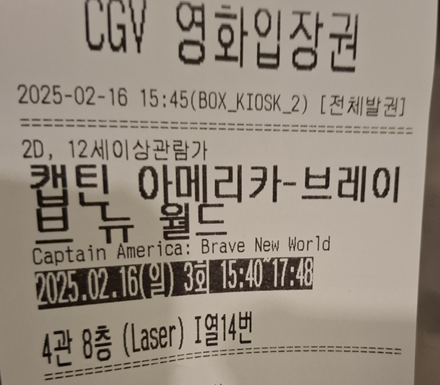 CGV 영화입장권
2025-02-16 15:45(BOX_KIOSK_2) [전체발권]
2D, 12세이상관람가
캡틴 아메리카-브레이
브 뉴 월드
Captain America: Brave New World
2025.02.16(일) 3회 15:40~17:48
4관 8층 (Laser) I열14번